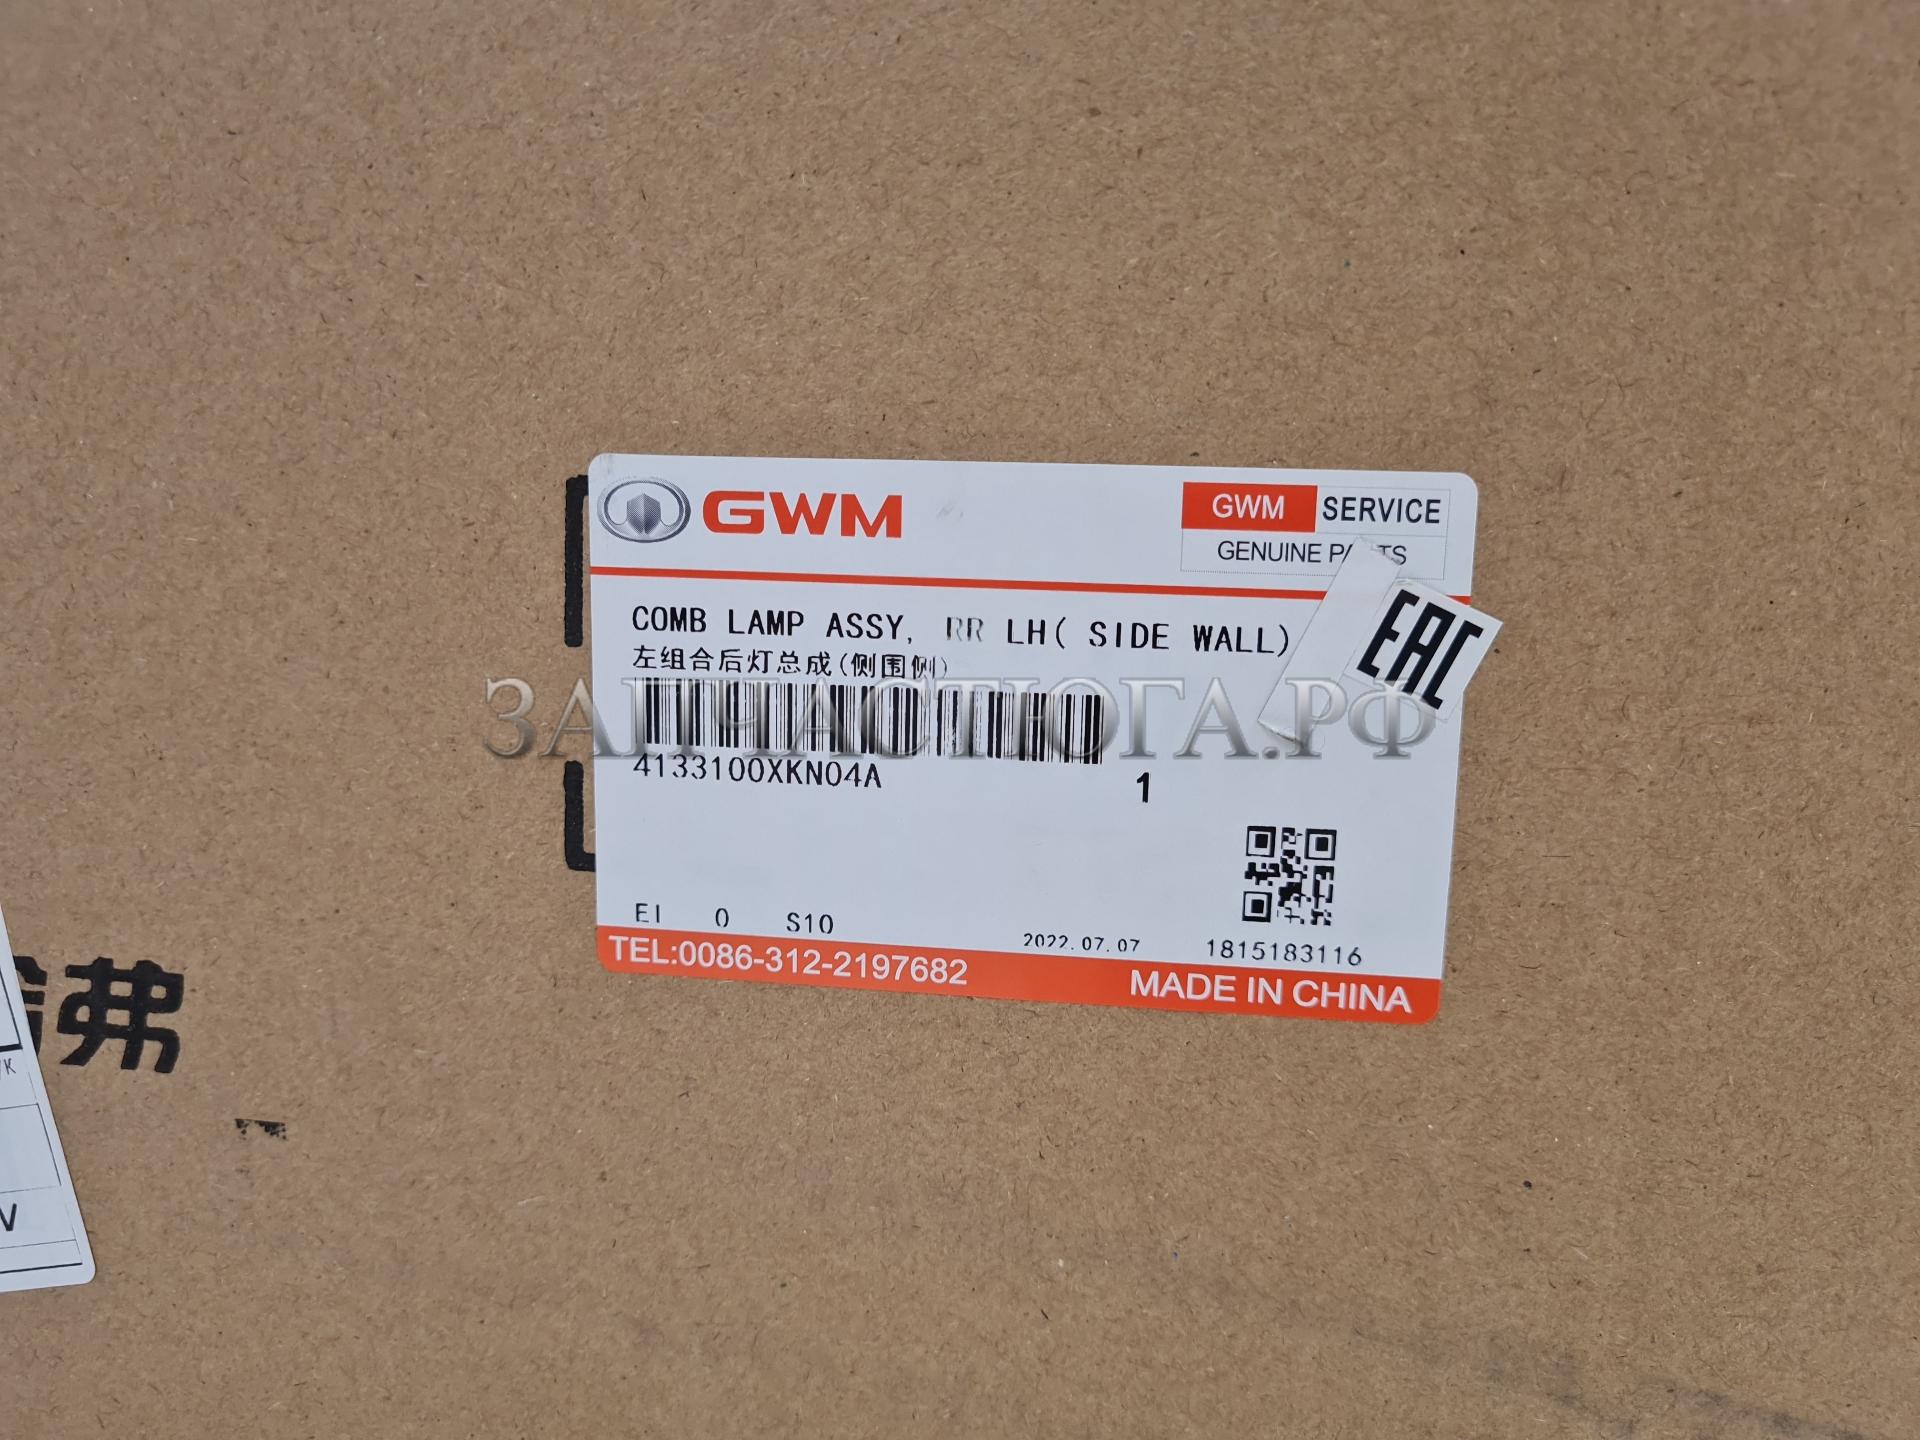 GWM
GWM SERVICE
GENUINE PARTS
COMB LAMP ASSY, RR LH( SIDE WALL)
左组合后灯总成(侧围侧)
EAC
ЗАПЧАСТЮГА.РФ
4133100XKN04A
1
EI 0 S10
2022.07.07
1815183116
TEL:0086-312-2197682
MADE IN CHINA
弗
/K
V